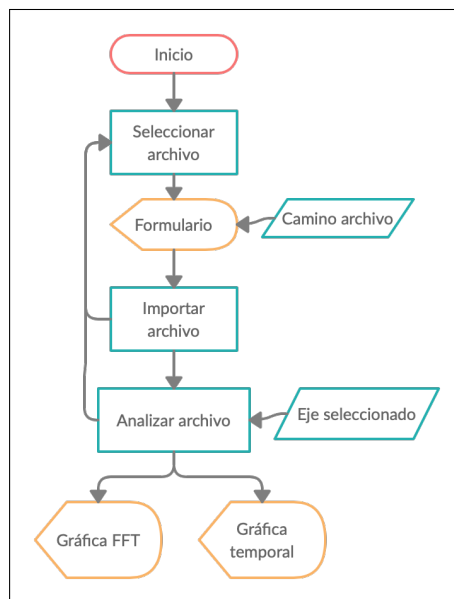 Inicio
Seleccionar
archivo
Formulario
Camino archivo
Importar
archivo
Analizar archivo
Eje seleccionado
Gráfica FFT
Gráfica
temporal